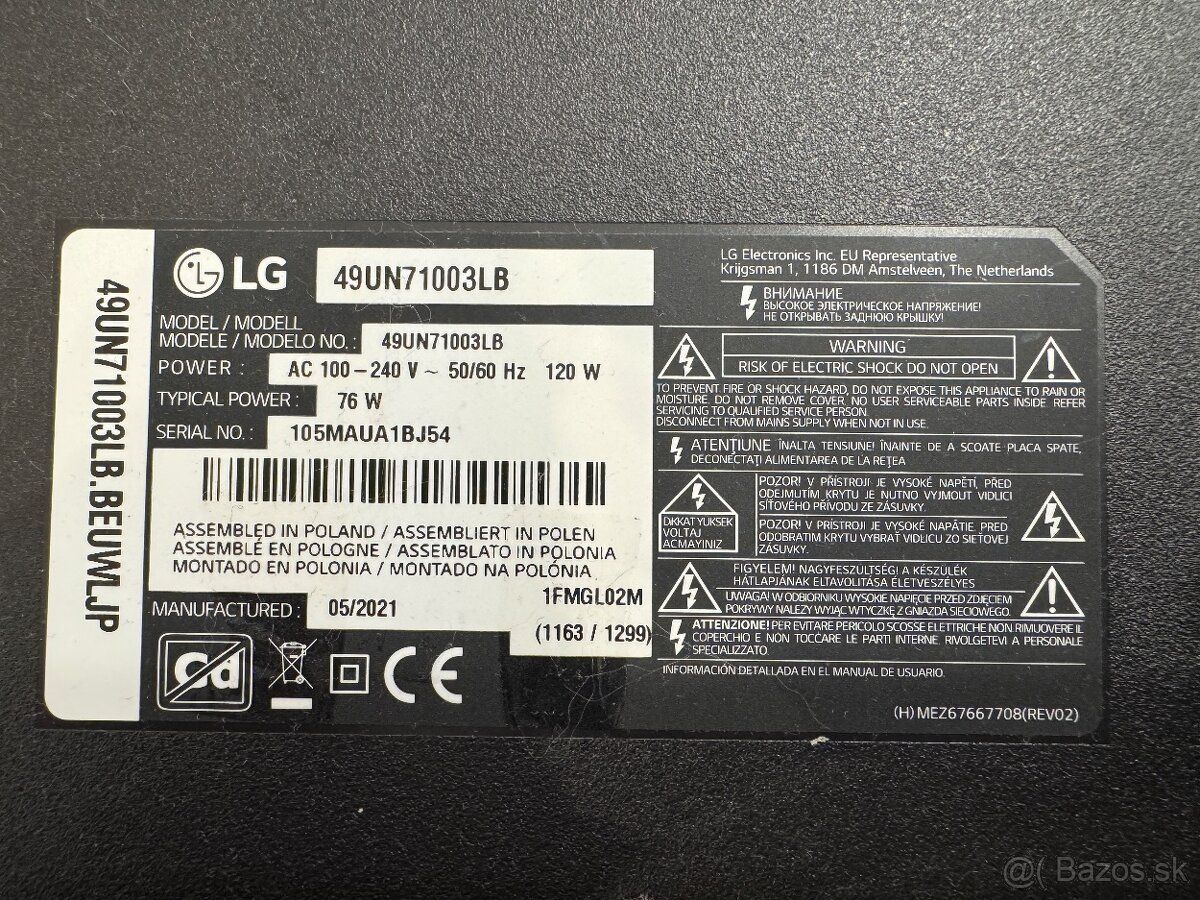 49UN71003LB.BEUWLJP
LG
49UN71003LB
MODEL / MODELL
MODELE / MODELO NO. : 49UN71003LB
POWER : AC 100-240 V ~ 50/60 Hz 120 W
TYPICAL POWER : 76 W
SERIAL NO. : 105MAUA1BJ54
ASSEMBLED IN POLAND / ASSEMBLIERT IN POLEN
ASSEMBLÉ EN POLOGNE / ASSEMBLATO IN POLONIA
MONTADO EN POLONIA / MONTADO NA POLÓNIA
1FMGL02M
MANUFACTURED : 05/2021
(1163 / 1299)
Cd
CE
LG Electronics Inc. EU Representative
Krijgsman 1, 1186 DM Amstelveen, The Netherlands
ВНИМАНИЕ
ВЫСОКОЕ ЭЛЕКТРИЧЕСКОЕ НАПРЯЖЕНИЕ!
НЕ ОТКРЫВАТЬ ЗАДНЮЮ КРЫШКУ!
WARNING
RISK OF ELECTRIC SHOCK DO NOT OPEN
TO PREVENT FIRE OR SHOCK HAZARD, DO NOT EXPOSE THIS APPLIANCE TO RAIN OR
MOISTURE. DO NOT REMOVE COVER. NO USER SERVICEABLE PARTS INSIDE. REFER
SERVICING TO QUALIFIED SERVICE PERSON.
DISCONNECT FROM MAINS SUPPLY WHEN NOT IN USE.
ATENȚIUNE ÎNALTA TENSIUNE! ÎNAINTE DE A SCOATE PLACA SPATE,
DECONECTAȚI ALIMENTAREA DE LA REȚEA
DİKKAT YUKSEK
VOLTAJ
ACMAYINIZ
POZOR! V PŘÍSTROJI JE VYSOKÉ NAPĚTÍ, PŘED
ODEJMUTÍM KRYTU JE NUTNO VYJMOUT VIDLICI
SÍŤOVÉHO PŘÍVODU ZE ZÁSUVKY.
POZOR! V PRÍSTROJI JE VYSOKÉ NAPÄTIE. PRED
ODOBRATIM KRYTU VYBRAŤ VIDLICU ZO SIEŤOVEJ
ZÁSUVKY.
FIGYELEM! NAGYFESZÜLTSÉG! A KÉSZÜLÉK
HÁTLAPJÁNAK ELTAVOLITÁSA ÉLETVESZÉLYES
UWAGA! W ODBIORNIKU WYSOKIE NAPIĘCIE PRZED ZDJĘCIEM
POKRYWY NALEŻY WYJĄĆ WTYCZKĘ Z GNIAZDA SIECIOWEGO.
ATTENZIONE! PER EVITARE PERICOLO SCOSSE ELETTRICHE NON RIMUOVERE IL
COPERCHIO E NON TOCCARE LE PARTI INTERNE. RIVOLGETEVI A PERSONALE
SPECIALIZZATO.
INFORMACIÓN DETALLADA EN EL MANUAL DE USUARIO.
(H) MEZ67667708(REV02)
@( Bazos.sk